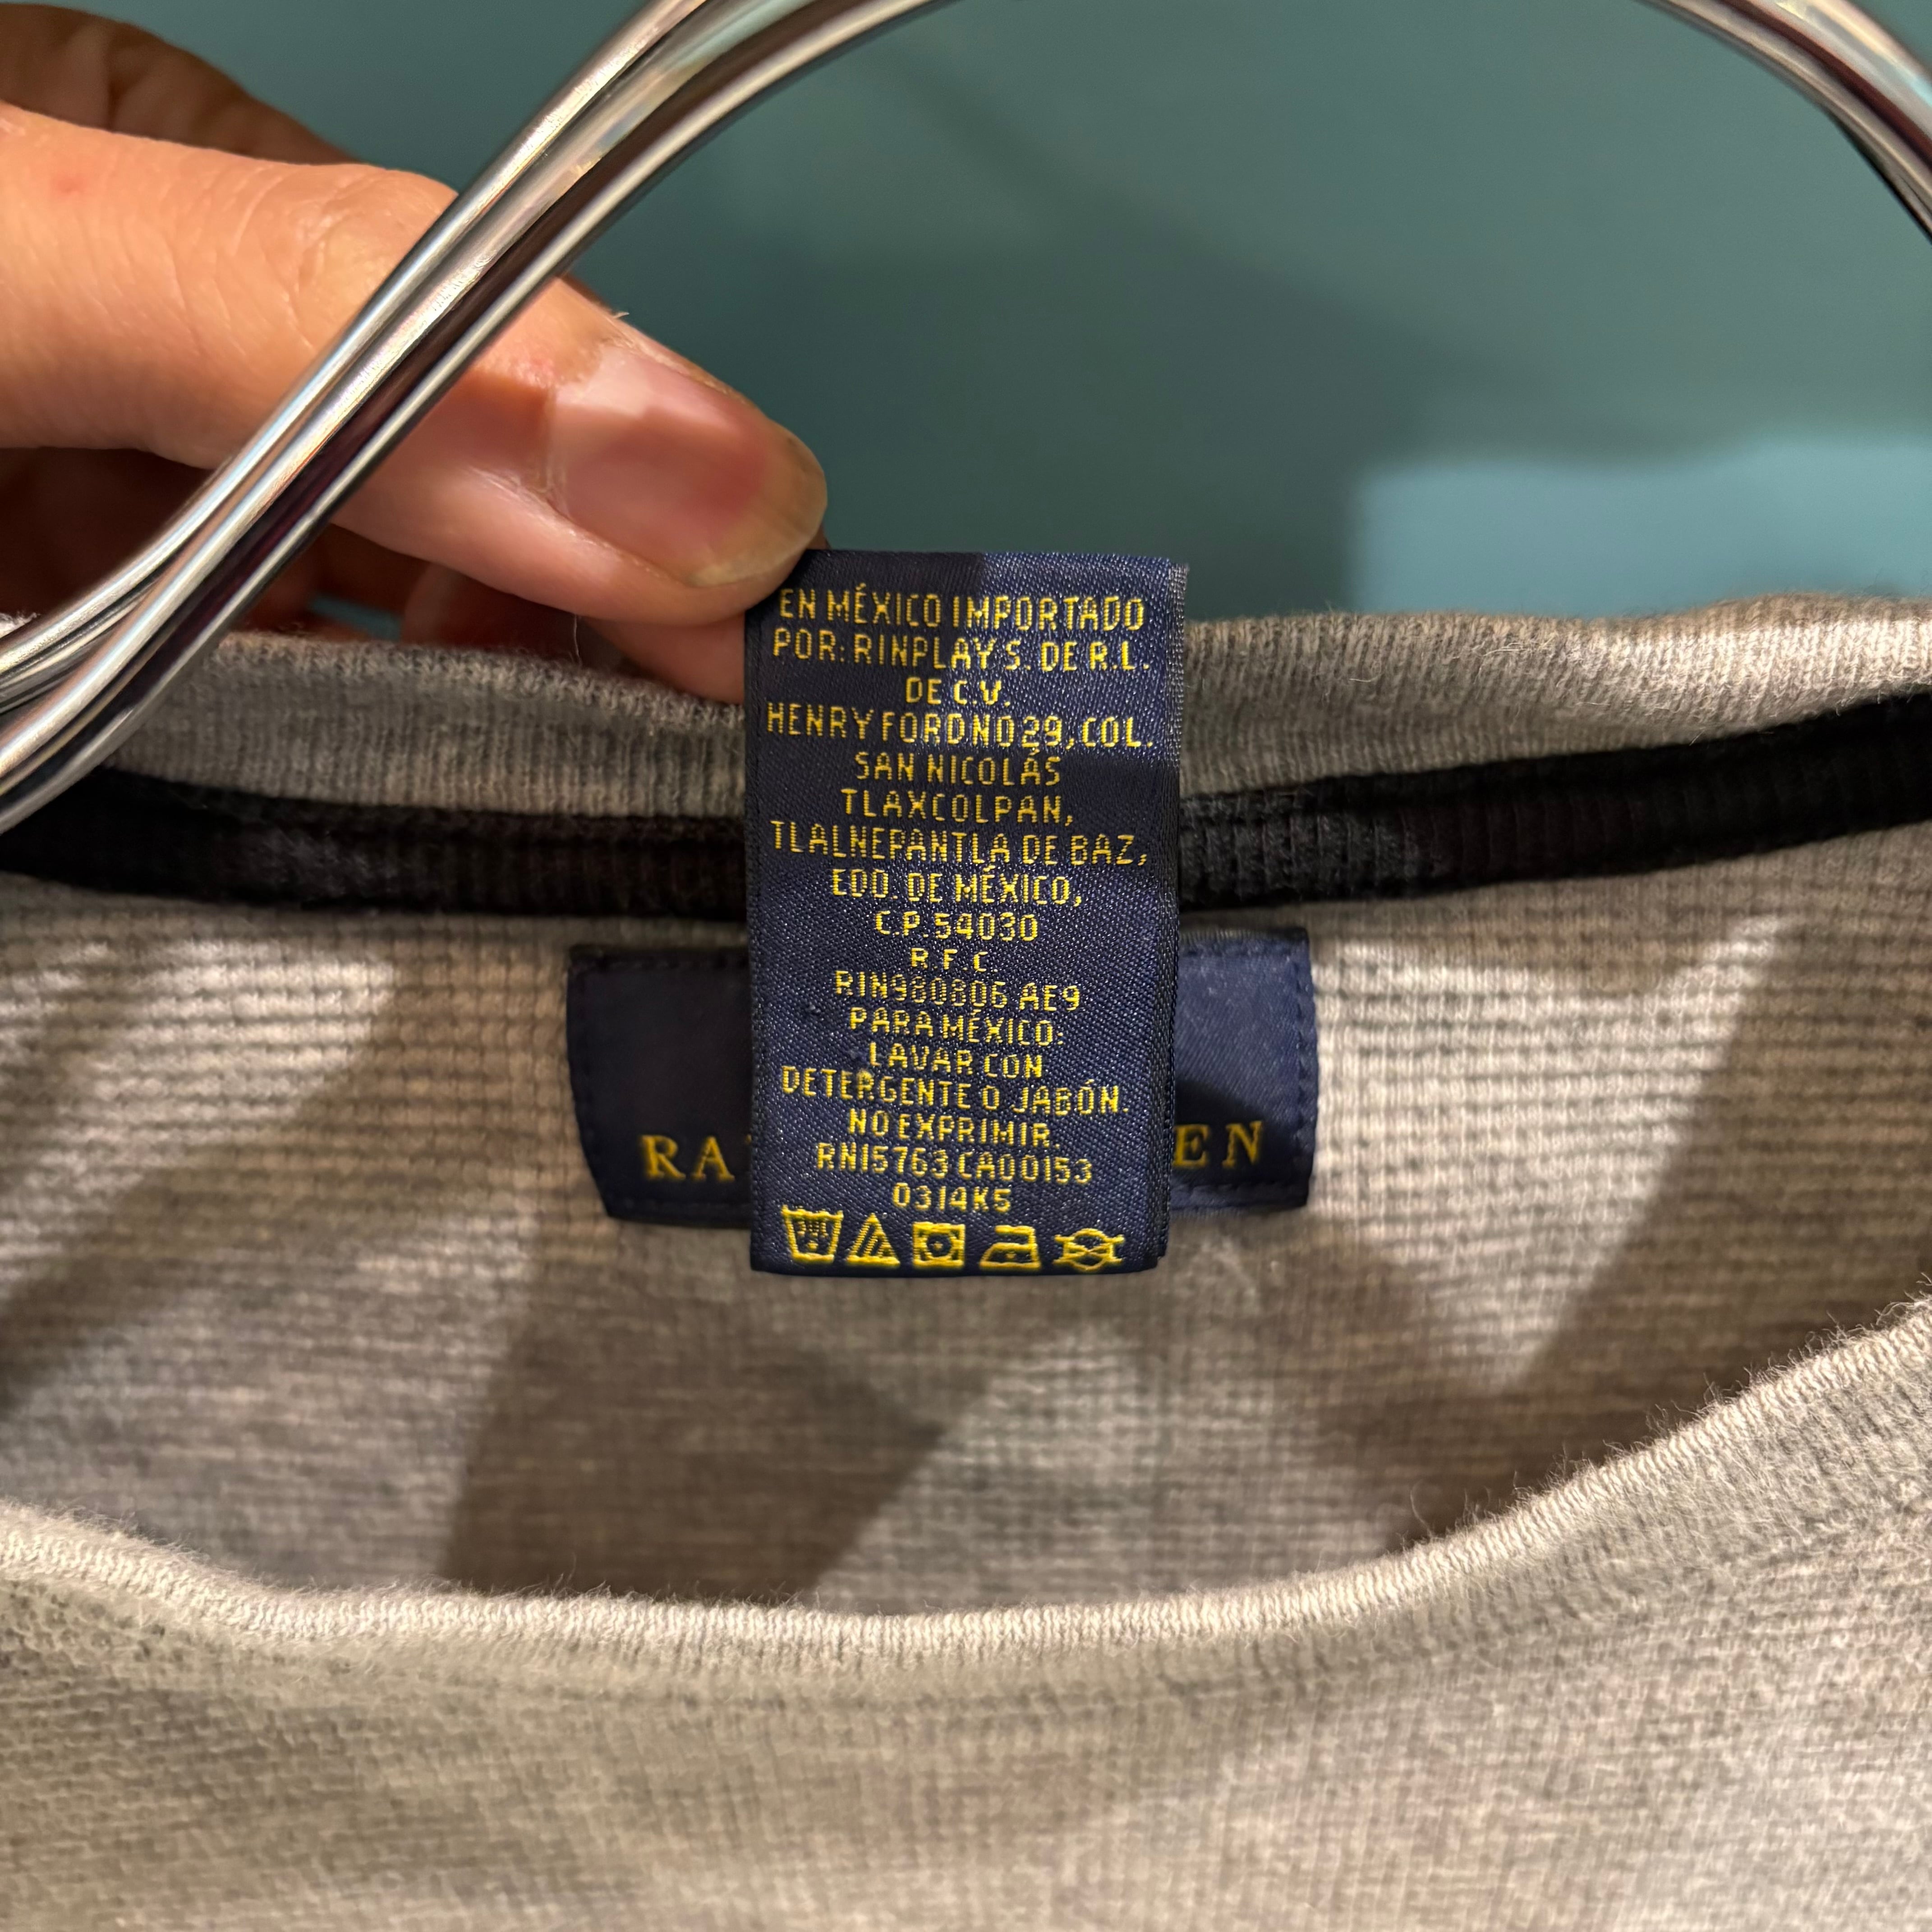 EN MÉXICO IMPORTADO
POR: RINPLAY S. DE R.L.
DE C.V.
HENRY FORD NO 29, COL.
SAN NICOLÁS
TLAXCOLPAN,
TLALNEPANTLA DE BAZ,
EDO. DE MÉXICO,
C.P. 54030
R.F.C.
RIN980806 AE9
PARA MÉXICO:
LAVAR CON
DETERGENTE O JABÓN.
NO EXPRIMIR.
RN15763 CA00153
0314K5
RA EN